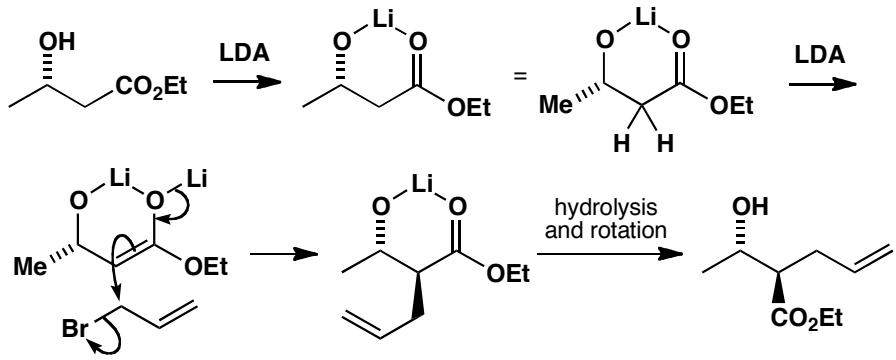 OH
CO2Et
LDA
Li
O O
OEt
=
Li
O O
Me
OEt
H H
LDA
Li Li
O O
Me
OEt
Br
Li
O O
OEt
hydrolysis
and rotation
OH
CO2Et